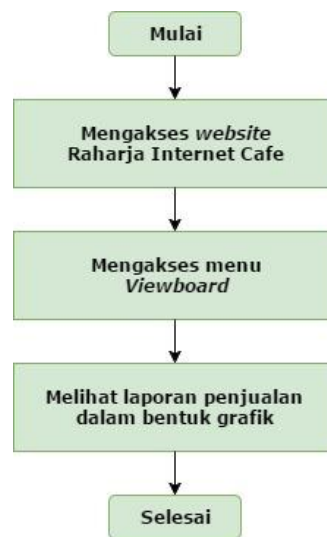 Mulai
Mengakses website
Raharja Internet Cafe
Mengakses menu
Viewboard
Melihat laporan penjualan
dalam bentuk grafik
Selesai